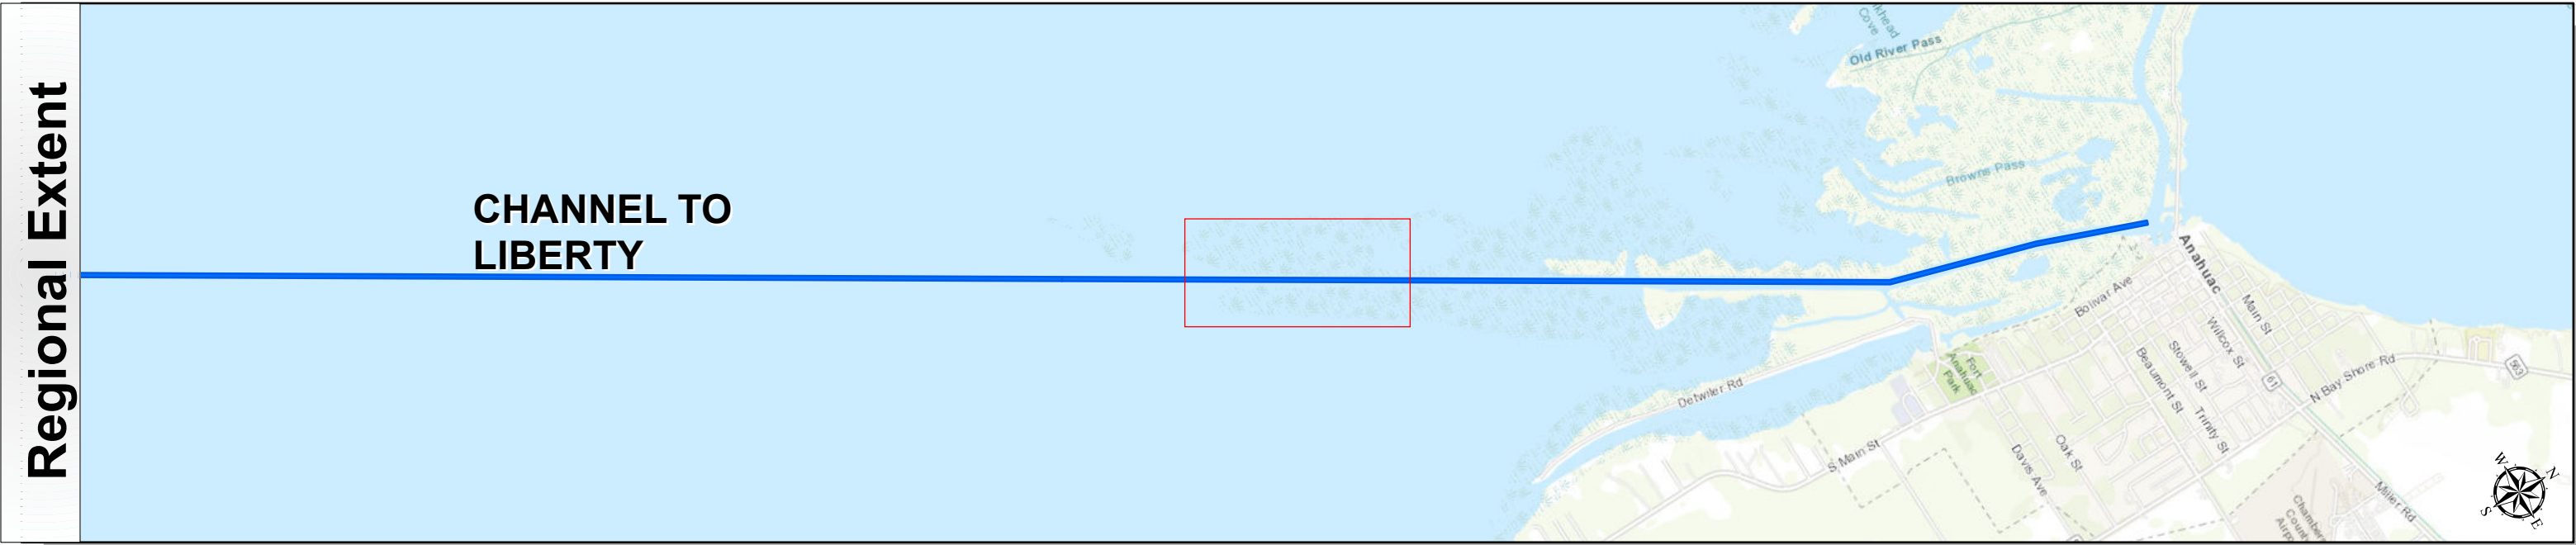 Regional Extent
CHANNEL TO
LIBERTY
Cove
Old River Pass
Browns Pass
Anahuac
Bolivar Ave
Main St
Willcox St
Stowell St
Beaumont St
Trinity St
61
N Bay Shore Rd
563
Fort
Anahuac
Park
Detwiler Rd
S Main St
Davis Ave
Oak St
Miller Rd
W
N
S
E